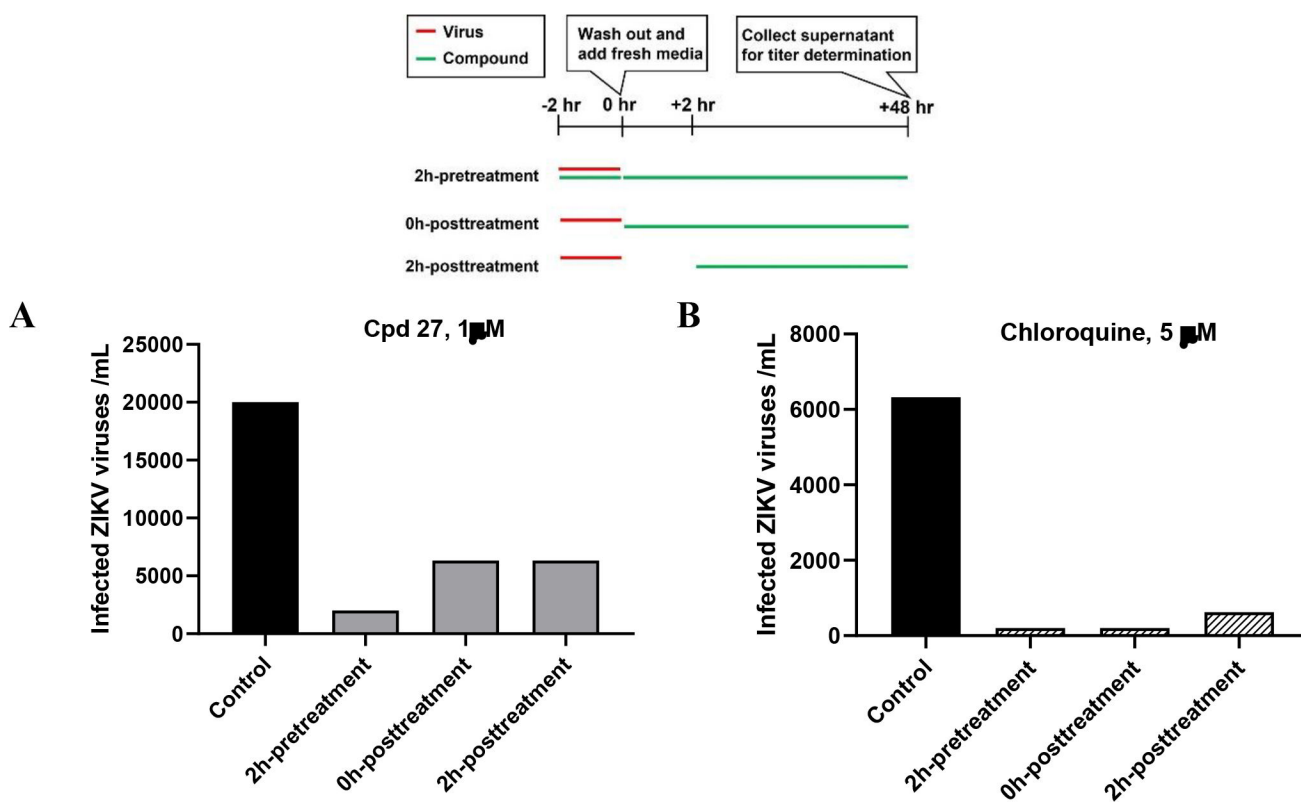 Virus
Compound
Wash out and
add fresh media
Collect supernatant
for titer determination
-2 hr
0 hr
+2 hr
+48 hr
2h-pretreatment
0h-posttreatment
2h-posttreatment
A
Cpd 27, 1 M
Infected ZIKV viruses /mL
25000
20000
15000
10000
5000
0
Control
2h-pretreatment
0h-posttreatment
2h-posttreatment
B
Chloroquine, 5 M
Infected ZIKV viruses /mL
8000
6000
4000
2000
0
Control
2h-pretreatment
0h-posttreatment
2h-posttreatment